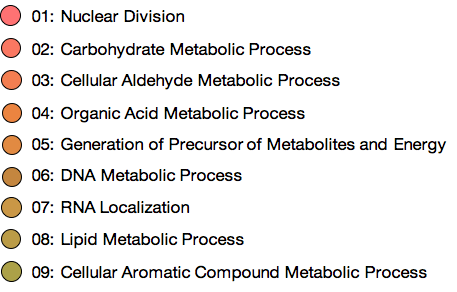 01: Nuclear Division
02: Carbohydrate Metabolic Process
03: Cellular Aldehyde Metabolic Process
04: Organic Acid Metabolic Process
05: Generation of Precursor of Metabolites and Energy
06: DNA Metabolic Process
07: RNA Localization
08: Lipid Metabolic Process
09: Cellular Aromatic Compound Metabolic Process